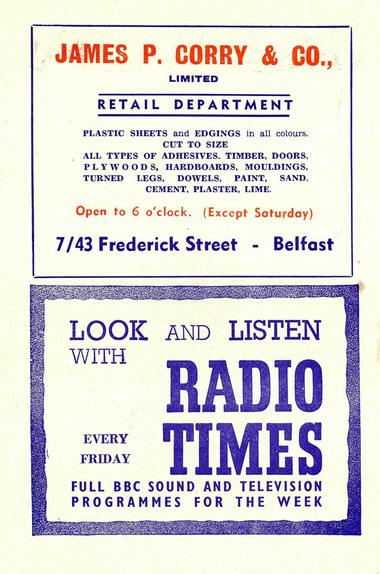 JAMES P. CORRY & CO.,
LIMITED
RETAIL DEPARTMENT
PLASTIC SHEETS and EDGINGS in all colours.
CUT TO SIZE
ALL TYPES OF ADHESIVES. TIMBER, DOORS,
PLYWOODS, HARDBOARDS, MOULDINGS,
TURNED LEGS, DOWELS, PAINT, SAND.
CEMENT, PLASTER, LIME.
Open to 6 o'clock. (Except Saturday)
7/43 Frederick Street - Belfast
LOOK AND LISTEN
WITH
RADIO
TIMES
EVERY
FRIDAY
FULL BBC SOUND AND TELEVISION
PROGRAMMES FOR THE WEEK